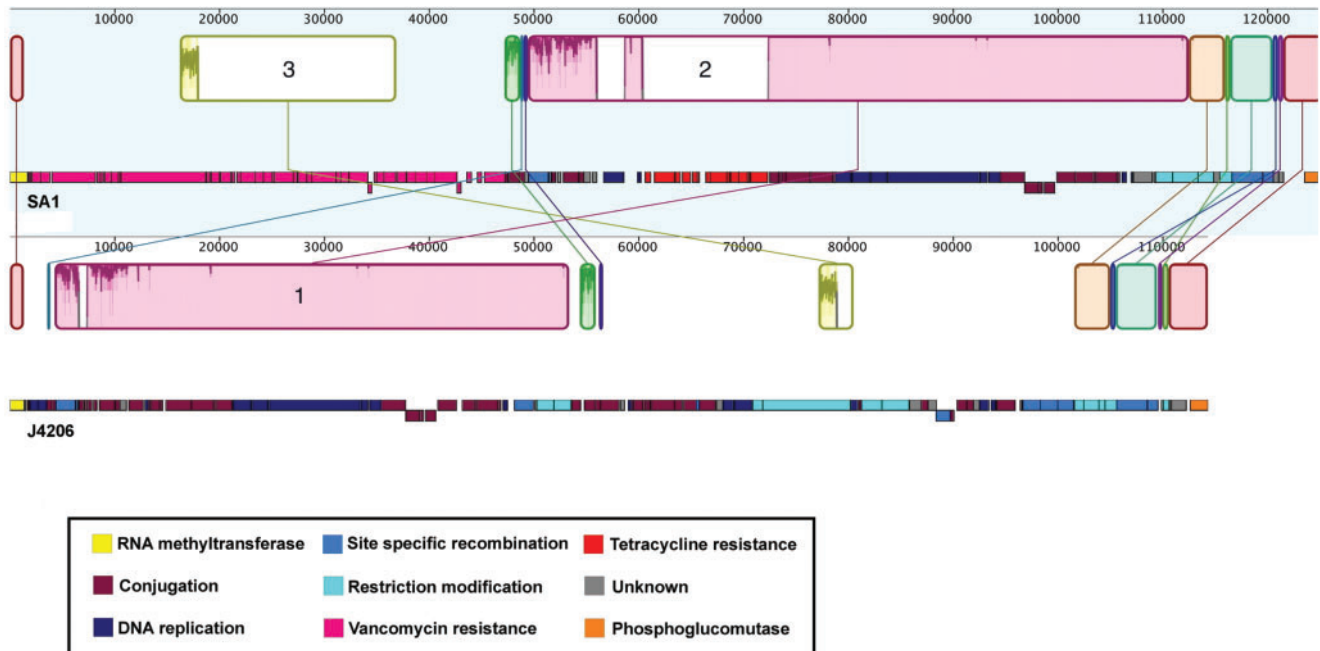 10000 20000 30000 40000 50000 60000 70000 80000 90000 100000 110000 120000
3 2
SA1
10000 20000 30000 40000 50000 60000 70000 80000 90000 100000 110000
1
J4206
RNA methyltransferase Site specific recombination Tetracycline resistance
Conjugation Restriction modification Unknown
DNA replication Vancomycin resistance Phosphoglucomutase